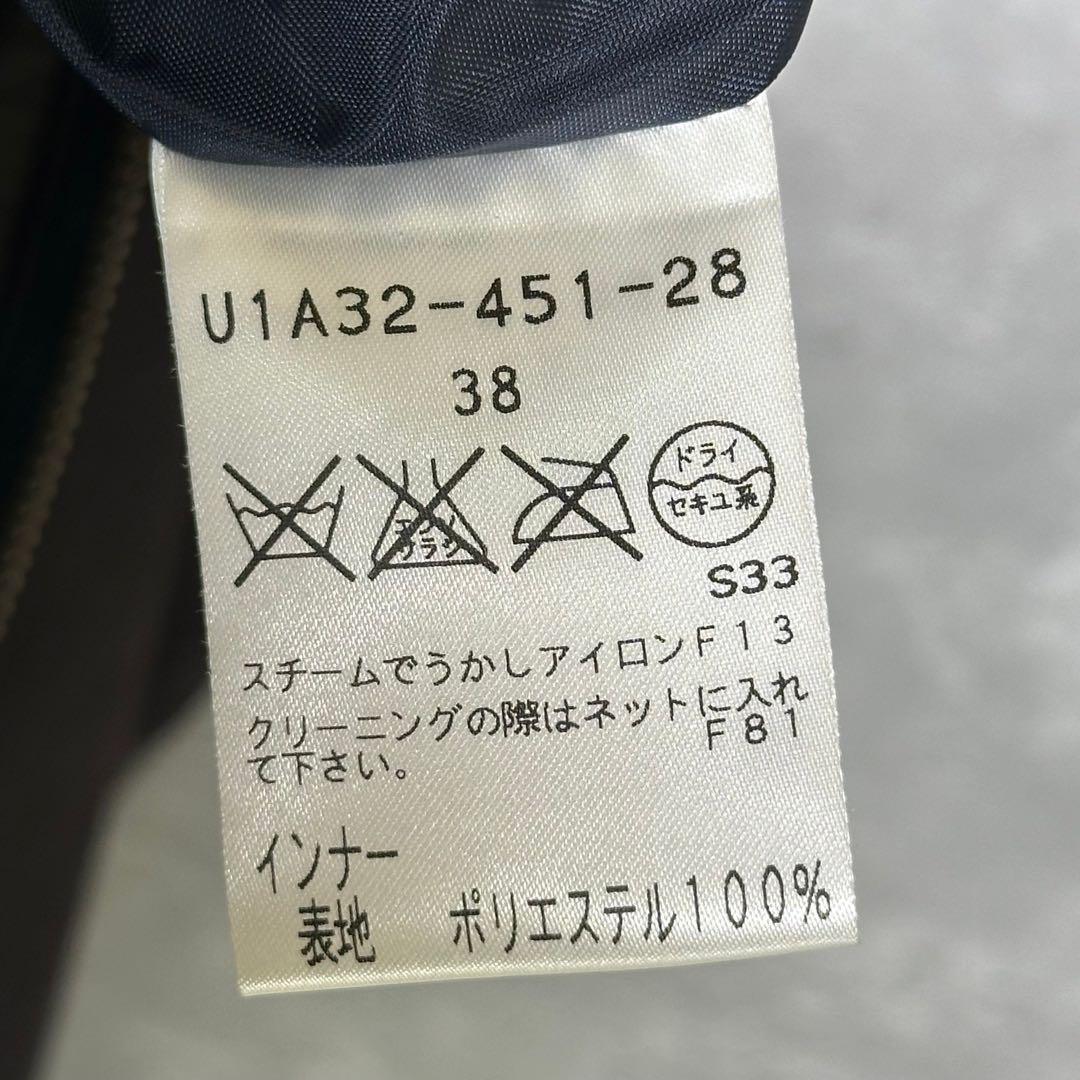 U1A32-451-28
38
エンソ
サラシ
ドライ
セキユ系
S33
スチームでうかしアイロンF13
クリーニングの際はネットに入れ
F81
て下さい。
インナー
表地 ポリエステル100%